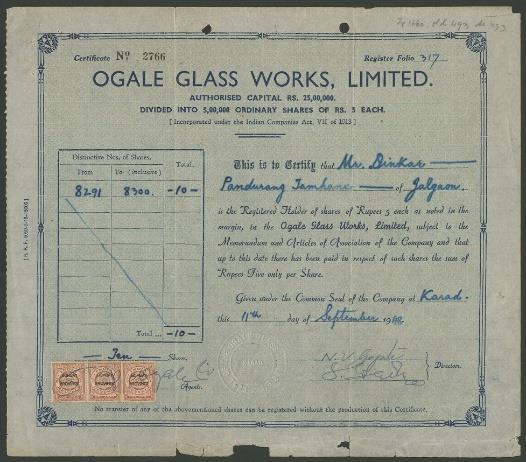 Certificate No 2766
Register Folio 317
OGALE GLASS WORKS, LIMITED.
AUTHORISED CAPITAL RS. 25,00,000.
DIVIDED INTO 5,00,000 ORDINARY SHARES OF RS. 5 EACH.
[ Incorporated under the Indian Companies Act, VII of 1913 ]
Distinctive Nos. of Shares.
Total.
From
To (inclusive)
8291 8300. -10-
Total ... -10-
This is to Certify that Mr. Dinkar
Pandurang Tamhane of Jalgaon.
is the Registered Holder of shares of Rupees 5 each as noted in the
margin, in the Ogale Glass Works, Limited, subject to the
Memorandum and Articles of Association of the Company and that
up to this date there has been paid in respect of each such shares the sum of
Rupees Five only per Share.
Given under the Common Seal of the Company at Karad.
this 11th day of September
Ten Shares.
Agents.
Directors.
No transfer of any of the abovementioned shares can be registered without the production of this Certificate.